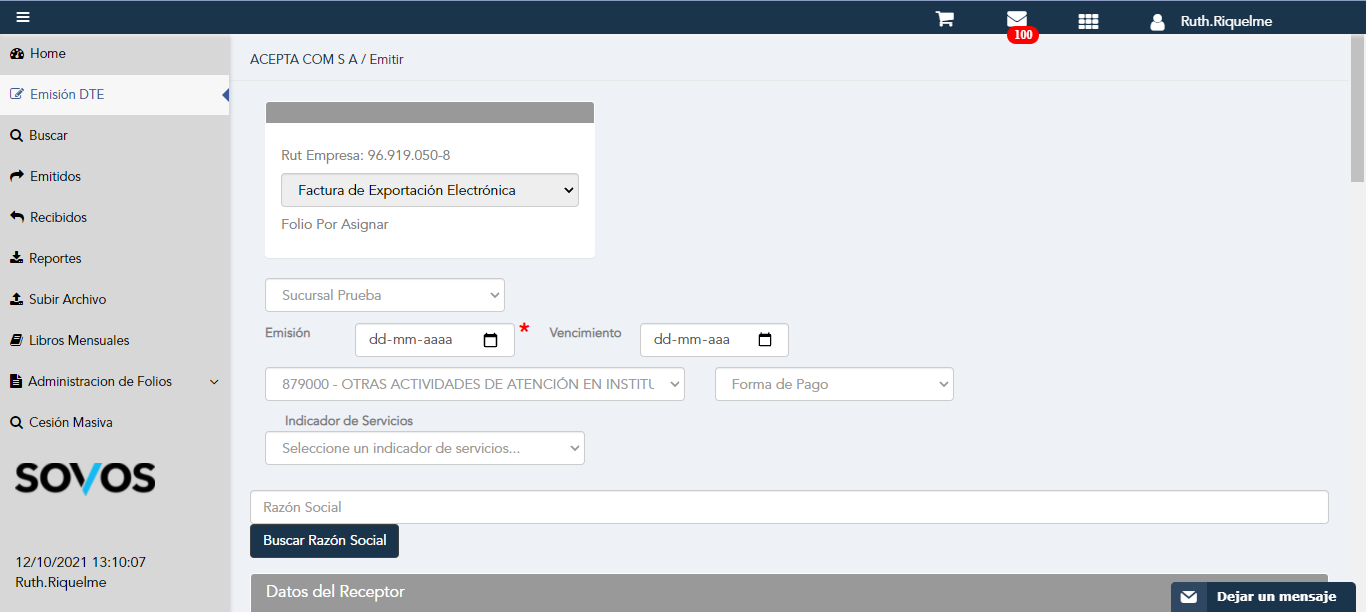 100
Ruth.Riquelme
Home
Emisión DTE
Buscar
Emitidos
Recibidos
Reportes
Subir Archivo
Libros Mensuales
Administracion de Folios
Cesión Masiva
SOVOS
12/10/2021 13:10:07
Ruth.Riquelme
ACEPTA COM S A / Emitir
Rut Empresa: 96.919.050-8
Factura de Exportación Electrónica
Folio Por Asignar
Sucursal Prueba
Emisión dd-mm-aaaa * Vencimiento dd-mm-aaa
879000 - OTRAS ACTIVIDADES DE ATENCIÓN EN INSTITU Forma de Pago
Indicador de Servicios
Seleccione un indicador de servicios...
Razón Social
Buscar Razón Social
Datos del Receptor
Dejar un mensaje